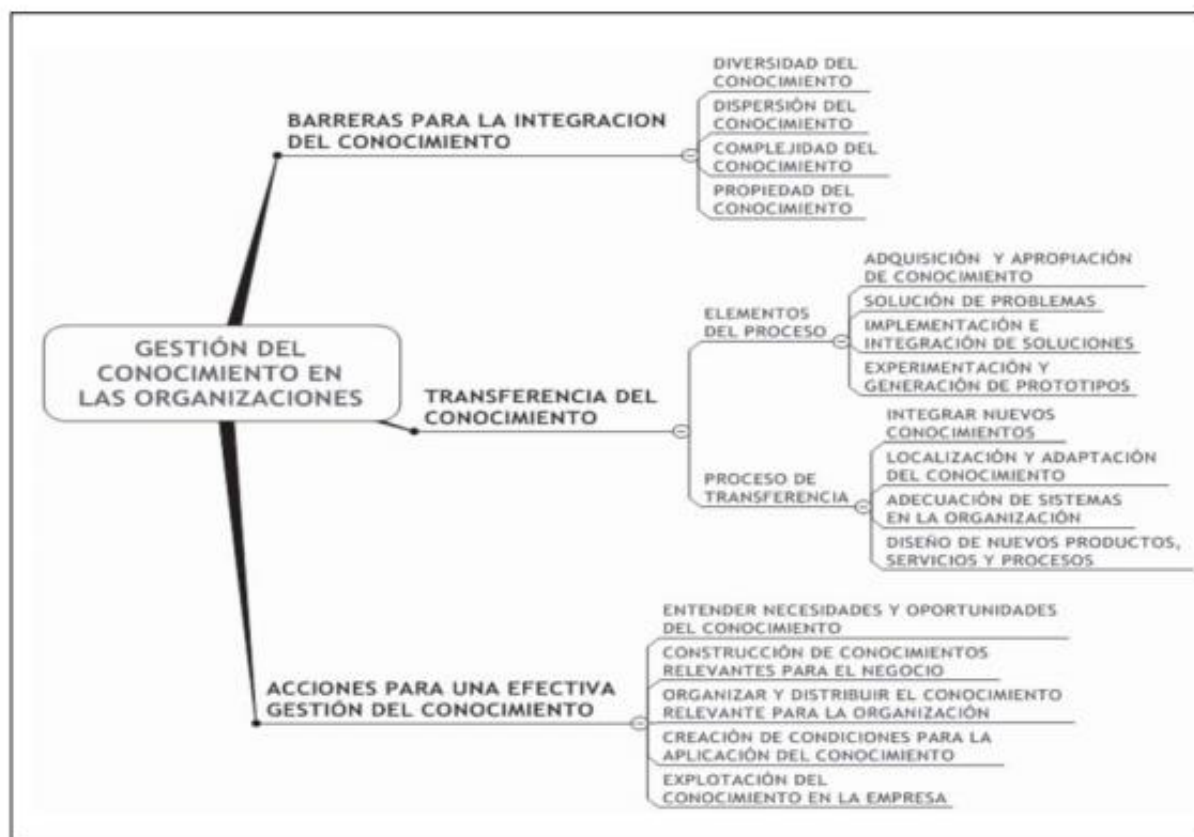 DIVERSIDAD DEL
CONOCIMIENTO
DISPERSIÓN DEL
CONOCIMIENTO
BARRERAS PARA LA INTEGRACION
DEL CONOCIMIENTO
COMPLEJIDAD DEL
CONOCIMIENTO
PROPIEDAD DEL
CONOCIMIENTO
ADQUISICIÓN Y APROPIACIÓN
DE CONOCIMIENTO
SOLUCIÓN DE PROBLEMAS
ELEMENTOS
DEL PROCESO
IMPLEMENTACIÓN E
INTEGRACIÓN DE SOLUCIONES
EXPERIMENTACIÓN Y
GENERACIÓN DE PROTOTIPOS
GESTIÓN DEL
CONOCIMIENTO EN
LAS ORGANIZACIONES
TRANSFERENCIA DEL
CONOCIMIENTO
INTEGRAR NUEVOS
CONOCIMIENTOS
LOCALIZACIÓN Y ADAPTACIÓN
DEL CONOCIMIENTO
PROCESO DE
TRANSFERENCIA
ADECUACIÓN DE SISTEMAS
EN LA ORGANIZACIÓN
DISEÑO DE NUEVOS PRODUCTOS,
SERVICIOS Y PROCESOS
ENTENDER NECESIDADES Y OPORTUNIDADES
DEL CONOCIMIENTO
CONSTRUCCIÓN DE CONOCIMIENTOS
RELEVANTES PARA EL NEGOCIO
ACCIONES PARA UNA EFECTIVA
GESTIÓN DEL CONOCIMIENTO
ORGANIZAR Y DISTRIBUIR EL CONOCIMIENTO
RELEVANTE PARA LA ORGANIZACIÓN
CREACIÓN DE CONDICIONES PARA LA
APLICACIÓN DEL CONOCIMIENTO
EXPLOTACIÓN DEL
CONOCIMIENTO EN LA EMPRESA